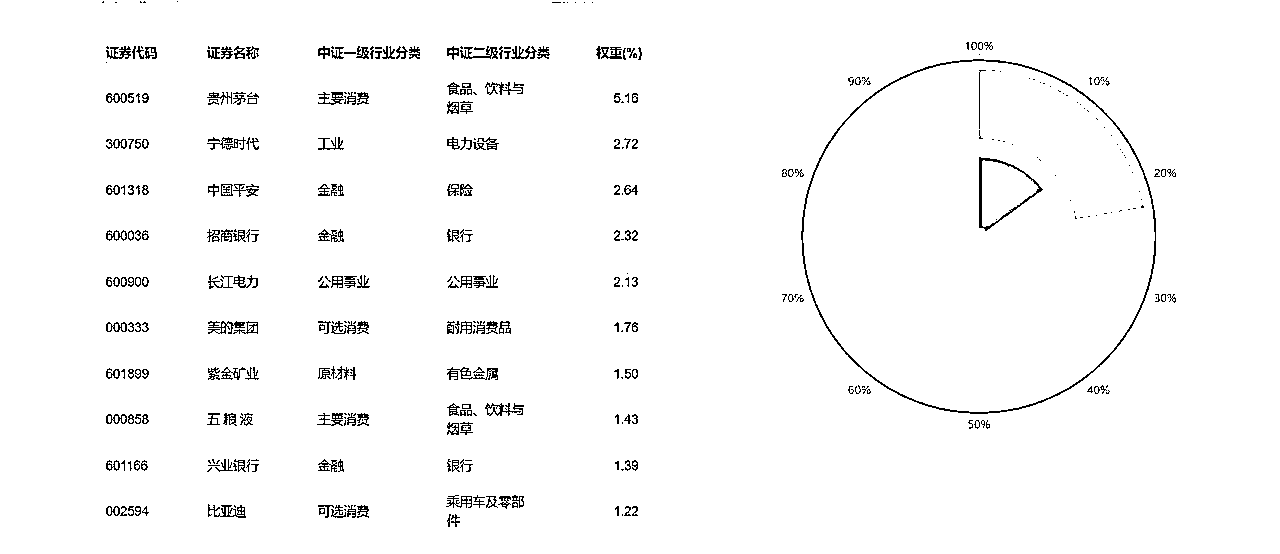 证券代码 证券名称 中证一级行业分类 中证二级行业分类 权重(%)
600519 贵州茅台 主要消费 食品、饮料与烟草 5.16
300750 宁德时代 工业 电力设备 2.72
601318 中国平安 金融 保险 2.64
600036 招商银行 金融 银行 2.32
600900 长江电力 公用事业 公用事业 2.13
000333 美的集团 可选消费 耐用消费品 1.76
601899 紫金矿业 原材料 有色金属 1.50
000858 五粮液 主要消费 食品、饮料与烟草 1.43
601166 兴业银行 金融 银行 1.39
002594 比亚迪 可选消费 乘用车及零部件 1.22
100%
90%
10%
80%
20%
70%
30%
60%
40%
50%